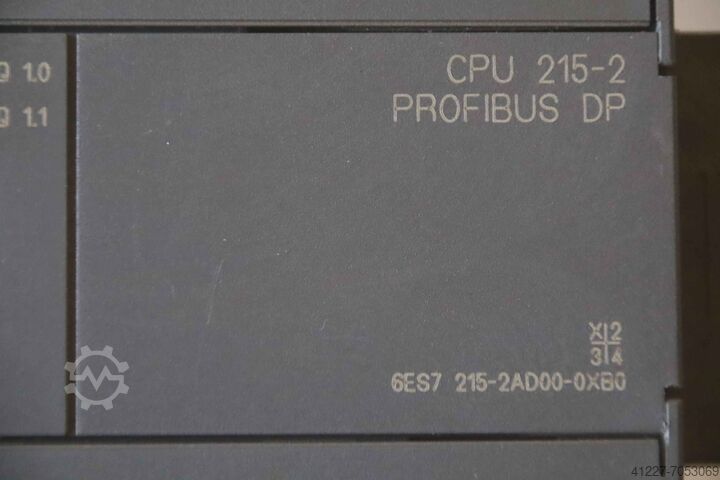 Q 1.0
Q 1.1
CPU 215-2
PROFIBUS DP
X 2
3 4
6ES7 215-2AD00-0XB0
41227-7053069